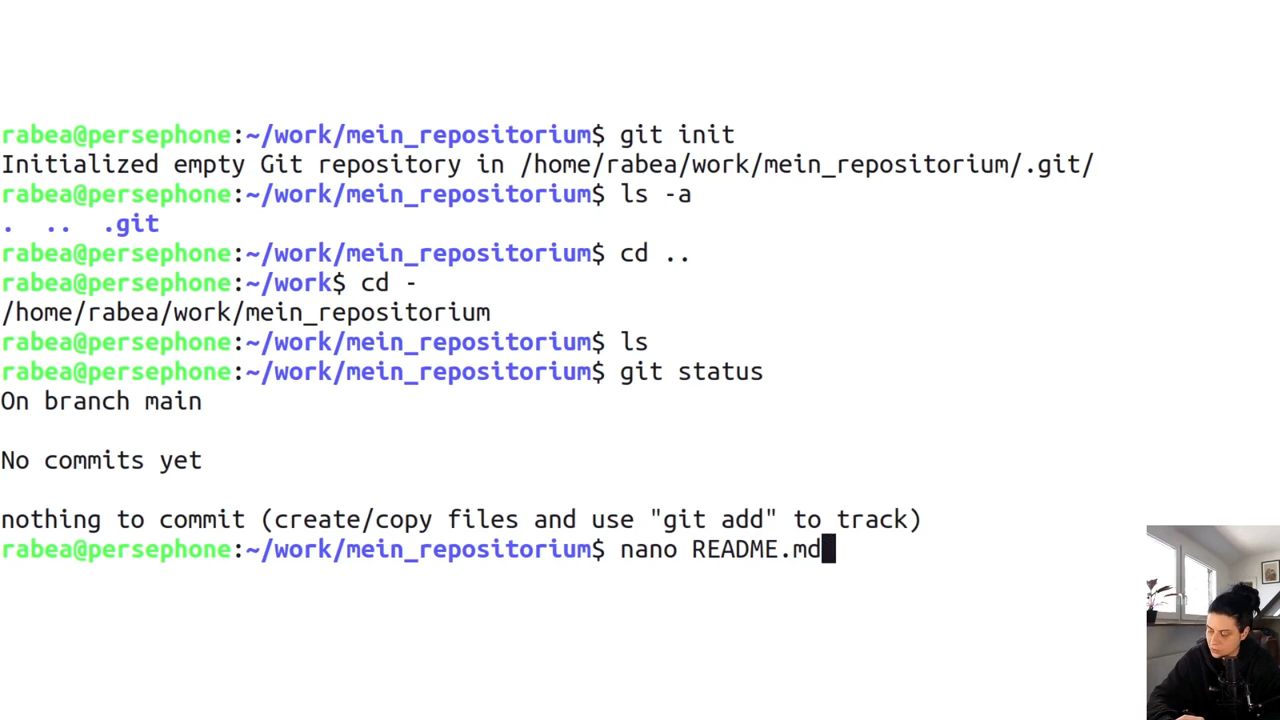 rabea@persephone:~/work/mein_repositorium$ git init
Initialized empty Git repository in /home/rabea/work/mein_repositorium/.git/
rabea@persephone:~/work/mein_repositorium$ ls -a
.  ..  .git
rabea@persephone:~/work/mein_repositorium$ cd ..
rabea@persephone:~/work$ cd -
/home/rabea/work/mein_repositorium
rabea@persephone:~/work/mein_repositorium$ ls
rabea@persephone:~/work/mein_repositorium$ git status
On branch main
No commits yet
nothing to commit (create/copy files and use "git add" to track)
rabea@persephone:~/work/mein_repositorium$ nano README.md